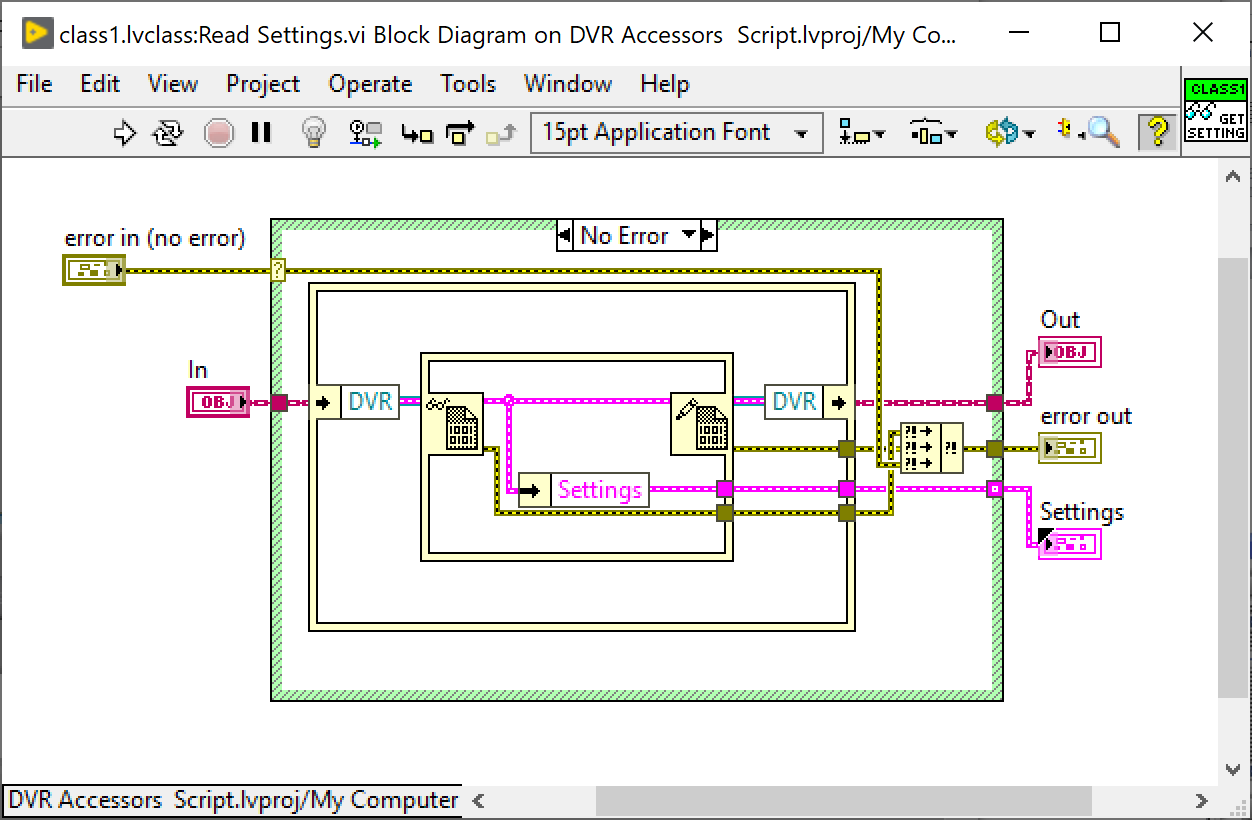 class1.lvclass:Read Settings.vi Block Diagram on DVR Accessors  Script.lvproj/My Co...
File Edit View Project Operate Tools Window Help
CLASS1
GET
SETTING
15pt Application Font
?
error in (no error)
No Error
?
Out
OBJ
In
OBJ
DVR
DVR
error out
1001
1001
?!
?!
?!
?!
Settings
Settings
DVR Accessors  Script.lvproj/My Computer